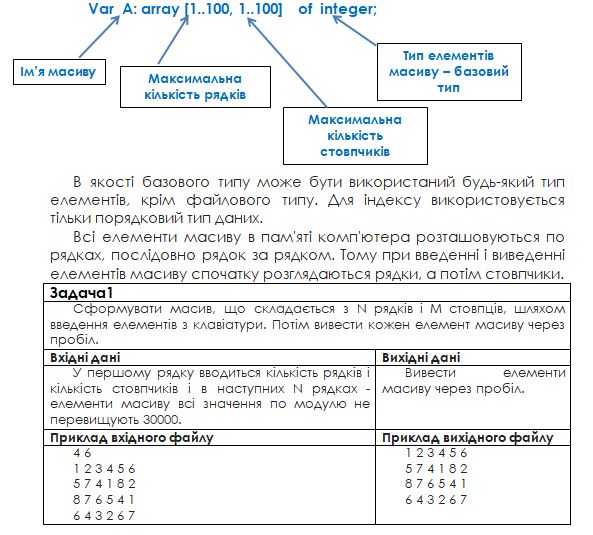 Var A: array [1..100, 1..100] of integer;
Ім'я масиву
Максимальна
кількість рядків
Максимальна
кількість
стовпчиків
Тип елементів
масиву – базовий
тип
В якості базового типу може бути використаний будь-який тип
елементів, крім файлового типу. Для індексу використовується
тільки порядковий тип даних.
Всі елементи масиву в пам'яті комп'ютера розташовуються по
рядках, послідовно рядок за рядком. Тому при введенні і виведенні
елементів масиву спочатку розглядаються рядки, а потім стовпчики.
Задача1
Сформувати масив, що складається з N рядків і M стовпців, шляхом
введення елементів з клавіатури. Потім вивести кожен елемент масиву через
пробіл.
Вхідні дані
У першому рядку вводиться кількість рядків і
кількість стовпчиків і в наступних N рядках -
елементи масиву всі значення по модулю не
перевищують 30000.
Вихідні дані
Вивести елементи
масиву через пробіл.
Приклад вхідного файлу
4 6
1 2 3 4 5 6
5 7 4 1 8 2
8 7 6 5 4 1
6 4 3 2 6 7
Приклад вихідного файлу
1 2 3 4 5 6
5 7 4 1 8 2
8 7 6 5 4 1
6 4 3 2 6 7